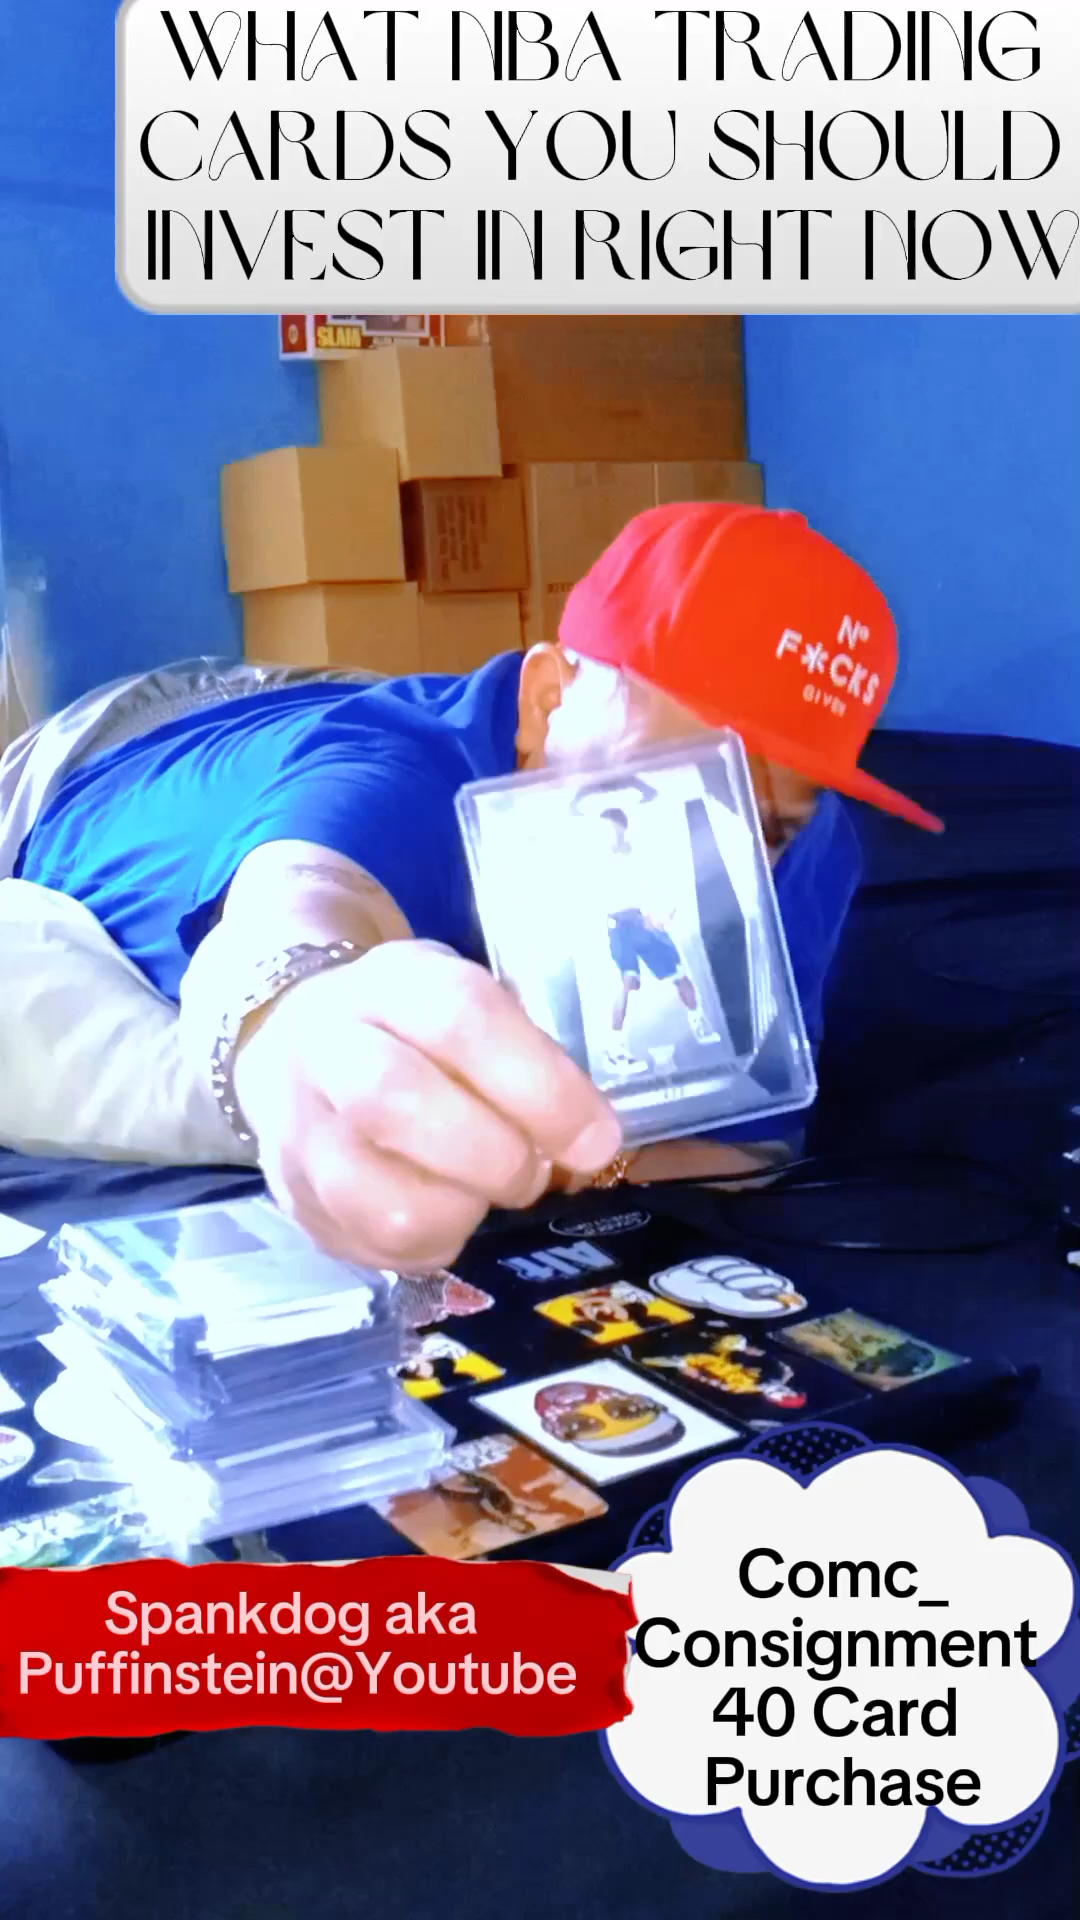 WHAT NBA TRADING
CARDS YOU SHOULD
INVEST IN RIGHT NOW
SLAM
Nº
F*CKS
GIVEN
Spankdog aka
Puffinstein@Youtube
Comc_
Consignment
40 Card
Purchase